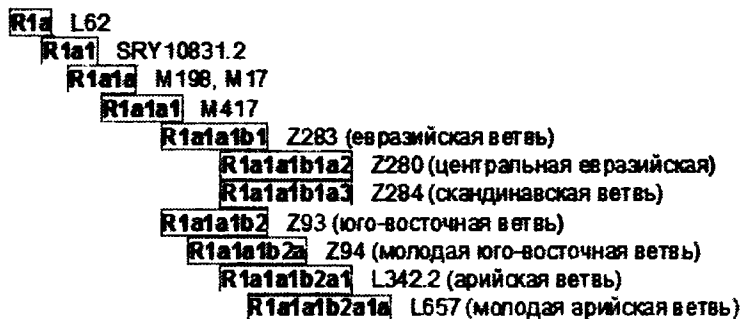 R1a L62
R1a1 SRY10831.2
R1a1a M198, M17
R1a1a1 M417
R1a1a1b1 Z283 (евразийская ветвь)
R1a1a1b1a2 Z280 (центральная евразийская)
R1a1a1b1a3 Z284 (скандинавская ветвь)
R1a1a1b2 Z93 (юго-восточная ветвь)
R1a1a1b2a Z94 (молодая юго-восточная ветвь)
R1a1a1b2a1 L342.2 (арийская ветвь)
R1a1a1b2a1a L657 (молодая арийская ветвь)